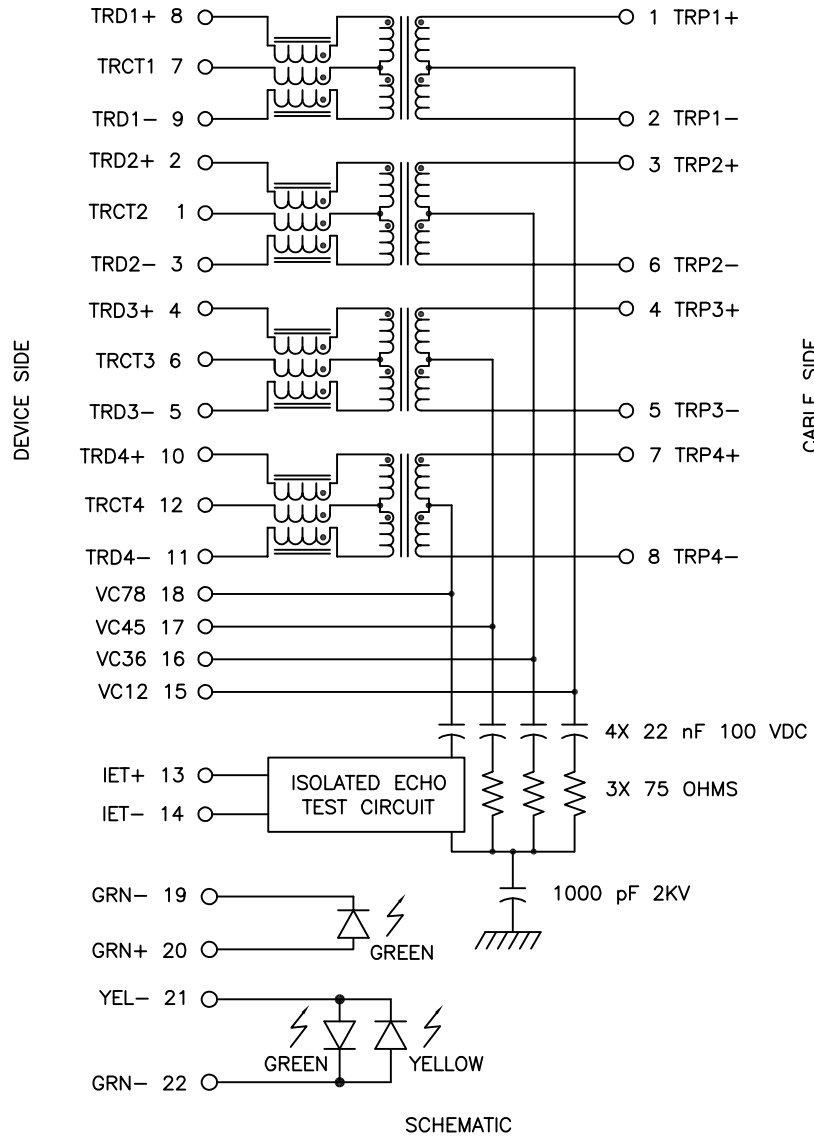 TRD1+ 8
1 TRP1+
TRCT1 7
TRD1- 9
2 TRP1-
TRD2+ 2
3 TRP2+
TRCT2 1
TRD2- 3
6 TRP2-
TRD3+ 4
4 TRP3+
DEVICE SIDE
TRCT3 6
CABLE SIDE
TRD3- 5
5 TRP3-
TRD4+ 10
7 TRP4+
TRCT4 12
TRD4- 11
8 TRP4-
VC78 18
VC45 17
VC36 16
VC12 15
4X 22 nF 100 VDC
IET+ 13
ISOLATED ECHO
TEST CIRCUIT
3X 75 OHMS
IET- 14
GRN- 19
1000 pF 2KV
GRN+ 20
GREEN
YEL- 21
GREEN
YELLOW
GRN- 22
SCHEMATIC